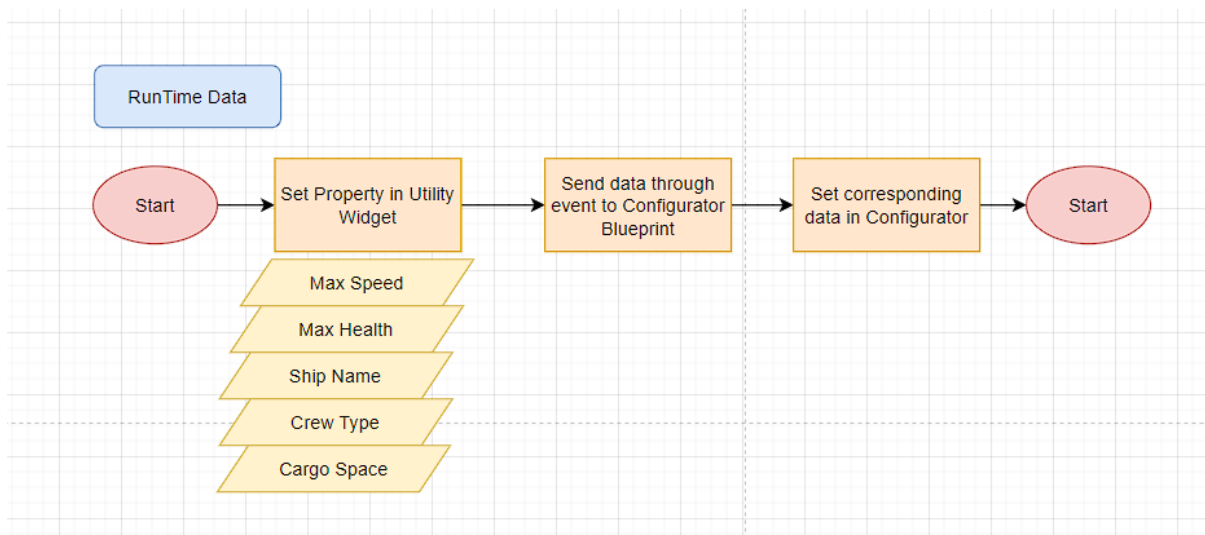 RunTime Data
Start
Set Property in Utility
Widget
Send data through
event to Configurator
Blueprint
Set corresponding
data in Configurator
Start
Max Speed
Max Health
Ship Name
Crew Type
Cargo Space